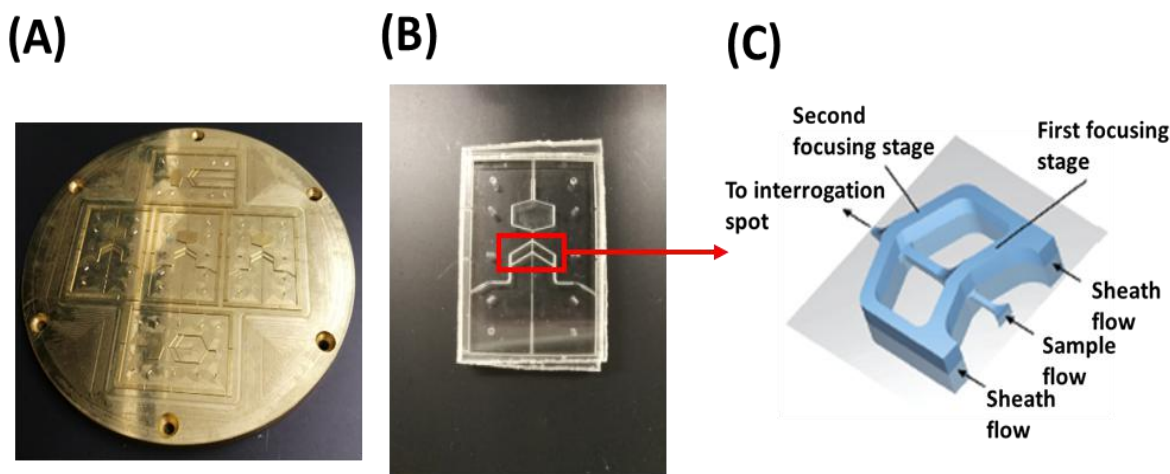 (A)
(B)
(C)
Second
focusing stage
First focusing
stage
To interrogation
spot
Sheath
flow
Sample
flow
Sheath
flow